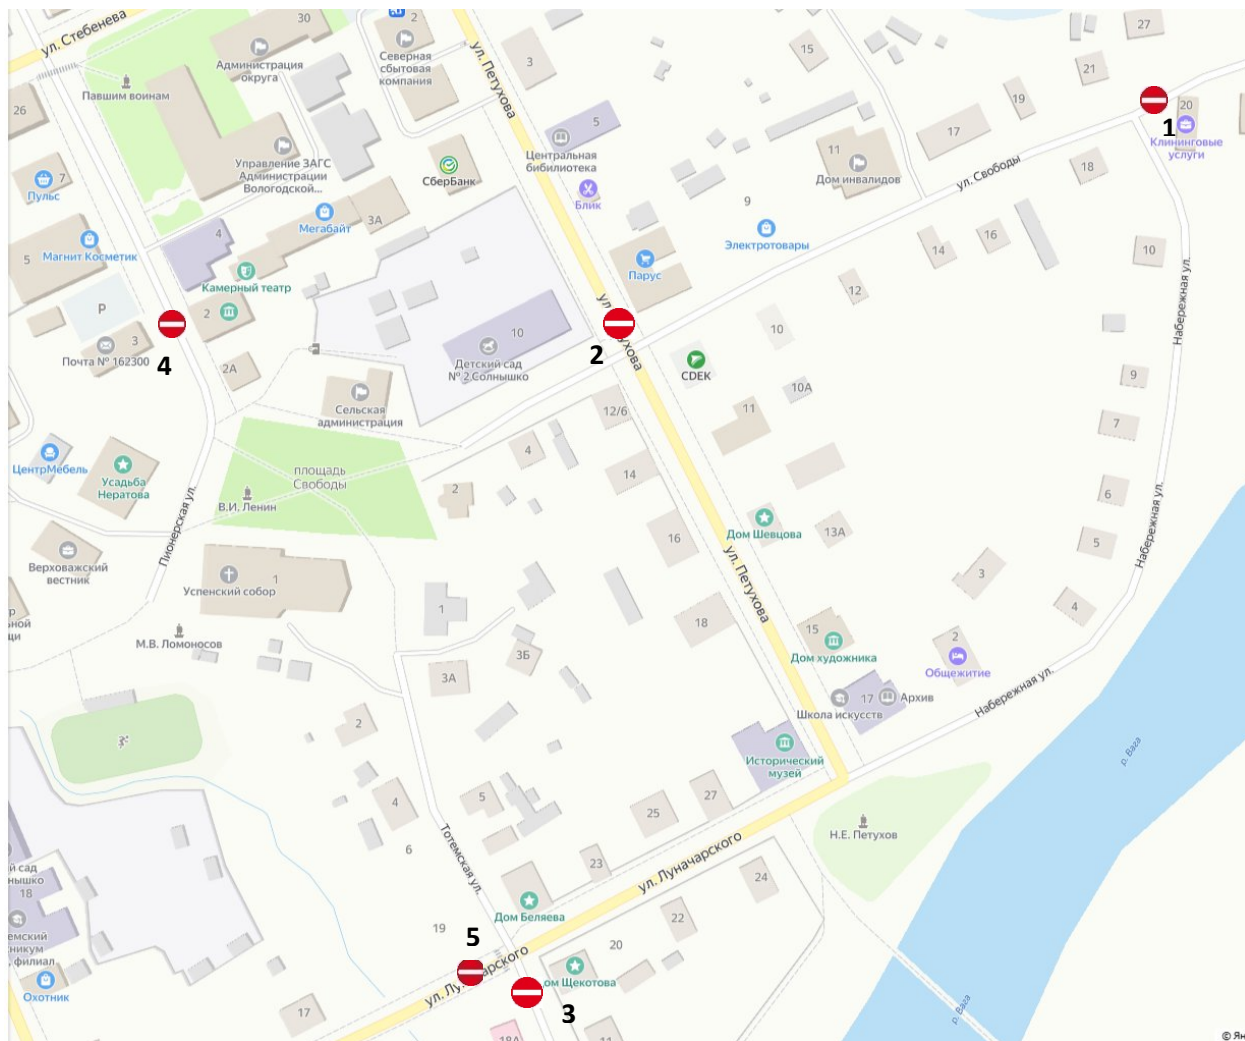 ул. Стебенева
30
Администрация
округа
2
Северная
сбытовая
компания
ул. Петухова
3
15
27
21
19
20
1
Клининговые
услуги
Павшим воинам
26
Управление ЗАГС
Администрации
Вологодской...
СберБанк
5
Центральная
бибилиотека
Блик
17
11
Дом инвалидов
ул. Свободы
18
9
Электротовары
7
Пульс
3А
Мегабайт
4
5
Магнит Косметик
Камерный театр
Парус
14
16
10
12
Набережная ул.
P
2
3
Почта № 162300
4
2А
10
Детский сад
№ 2 Солнышко
2
CDEK
10
10А
11
9
7
Сельская
администрация
12/6
4
14
ЦентрМебель
Усадьба
Нератова
площадь
Свободы
В.И. Ленин
2
Пионерская ул.
6
Набережная ул.
Дом Шевцова
13А
16
5
Верховажский
вестник
Успенский собор
1
ул. Петухова
3
4
1
18
15
Дом художника
2
Общежитие
М.В. Ломоносов
3Б
3А
17
Архив
Школа искусств
Набережная ул.
2
Исторический
музей
р. Вага
5
4
6
25
27
Н.Е. Петухов
Тотемская ул.
23
ул. Луначарского
24
18
Дом Беляева
22
19
5
20
филиал
Охотник
17
3
18А
11
р. Вага